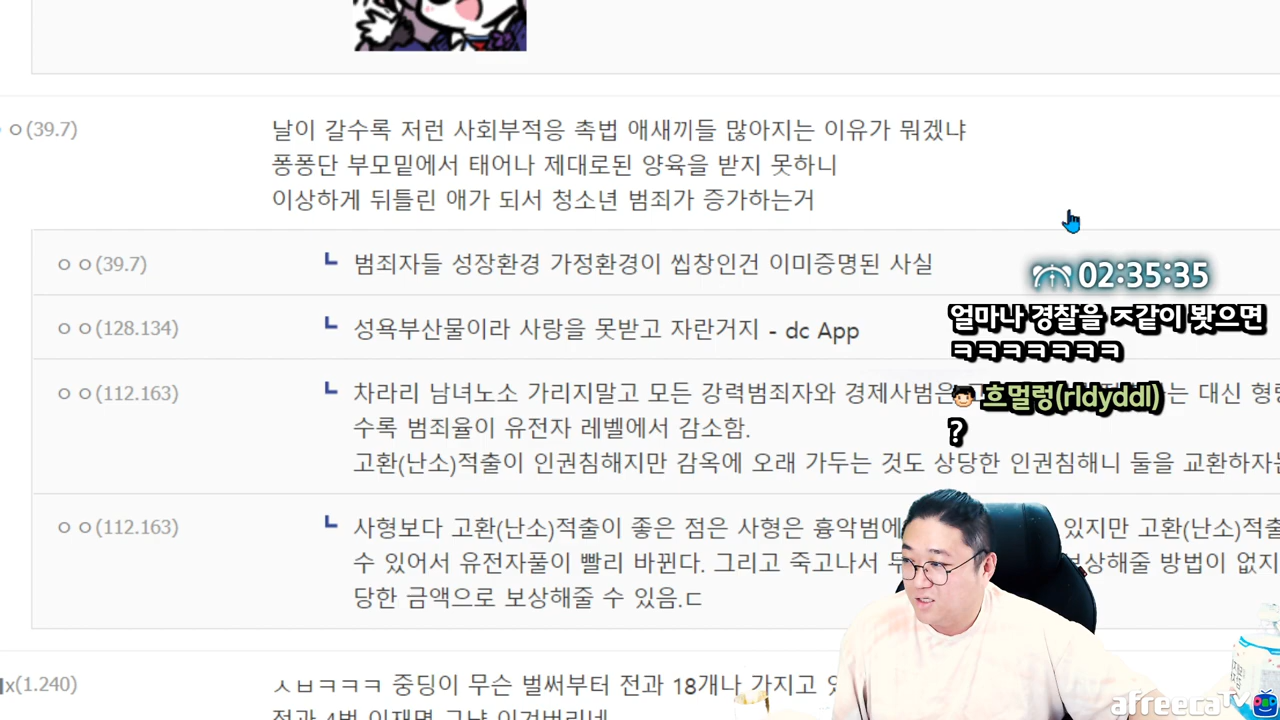 ㅇ(39.7)
날이 갈수록 저런 사회부적응 촉법 애새끼들 많아지는 이유가 뭐겠냐
퐁퐁단 부모밑에서 태어나 제대로된 양육을 받지 못하니
이상하게 뒤틀린 애가 되서 청소년 범죄가 증가하는거
ㅇㅇ(39.7)
범죄자들 성장환경 가정환경이 씹창인건 이미증명된 사실
02:35:35
얼마나 경찰을 ㅈ같이 봣으면
ㅋㅋㅋㅋㅋㅋㅋ
ㅇㅇ(128.134)
성욕부산물이라 사랑을 못받고 자란거지 - dc App
ㅇㅇ(112.163)
차라리 남녀노소 가리지말고 모든 강력범죄자와 경제사범은 는 대신
흐멀렁(rldyddl)
?
수록 범죄율이 유전자 레벨에서 감소함.
고환(난소)적출이 인권침해지만 감옥에 오래 가두는 것도 상당한 인권침해니 둘을 교환하자는
ㅇㅇ(112.163)
사형보다 고환(난소)적출이 좋은 점은 사형은 흉악범에 있지만 고환(난소)적출
수 있어서 유전자풀이 빨리 바뀐다. 그리고 죽고나서 보상해줄 방법이 없지
당한 금액으로 보상해줄 수 있음.ㄷ
x(1.240)
ㅅㅂㅋㅋㅋ 중딩이 무슨 벌써부터 전과 18개나 가지고
afreecaTV